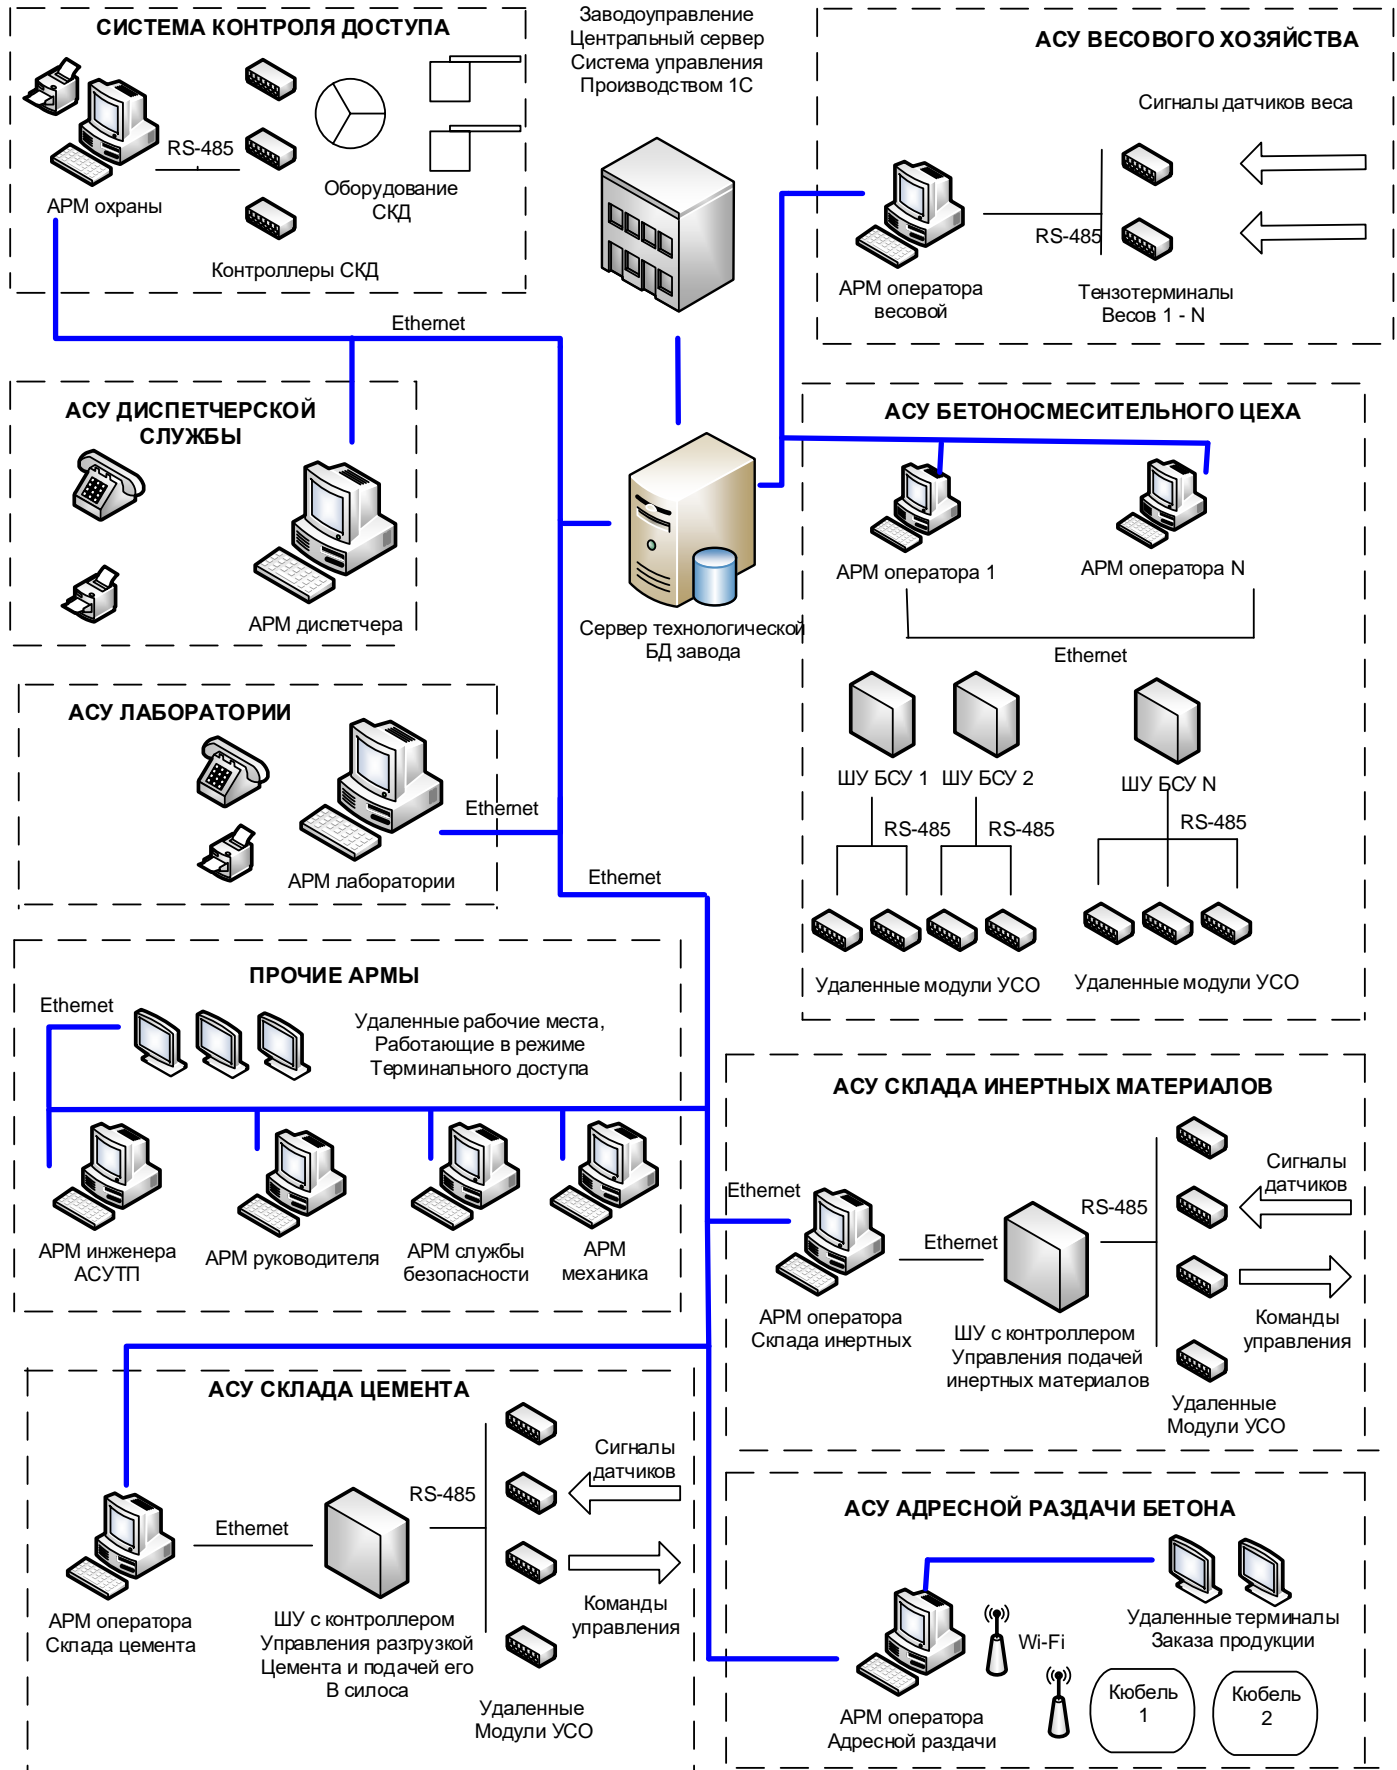 СИСТЕМА КОНТРОЛЯ ДОСТУПА
RS-485
АРМ охраны
Оборудование
СКД
Контроллеры СКД
Заводоуправление
Центральный сервер
Система управления
Производством 1С
АСУ ВЕСОВОГО ХОЗЯЙСТВА
Сигналы датчиков веса
RS-485
АРМ оператора
весовой
Тензотерминалы
Весов 1 - N
Ethernet
АСУ ДИСПЕТЧЕРСКОЙ
СЛУЖБЫ
АРМ диспетчера
Сервер технологической
БД завода
АСУ БЕТОНОСМЕСИТЕЛЬНОГО ЦЕХА
АРМ оператора 1
АРМ оператора N
Ethernet
ШУ БСУ 1
ШУ БСУ 2
ШУ БСУ N
RS-485
RS-485
RS-485
Удаленные модули УСО
Удаленные модули УСО
АСУ ЛАБОРАТОРИИ
Ethernet
АРМ лаборатории
Ethernet
ПРОЧИЕ АРМЫ
Ethernet
Удаленные рабочие места,
Работающие в режиме
Терминального доступа
АРМ инженера
АСУТП
АРМ руководителя
АРМ службы
безопасности
АРМ
механика
АСУ СКЛАДА ИНЕРТНЫХ МАТЕРИАЛОВ
Ethernet
Ethernet
RS-485
Сигналы
датчиков
АРМ оператора
Склада инертных
ШУ с контроллером
Управления подачей
инертных материалов
Команды
управления
Удаленные
Модули УСО
АСУ СКЛАДА ЦЕМЕНТА
Ethernet
RS-485
Сигналы
датчиков
АРМ оператора
Склада цемента
ШУ с контроллером
Управления разгрузкой
Цемента и подачей его
В силоса
Команды
управления
Удаленные
Модули УСО
АСУ АДРЕСНОЙ РАЗДАЧИ БЕТОНА
Удаленные терминалы
Заказа продукции
Wi-Fi
АРМ оператора
Адресной раздачи
Кюбель
1
Кюбель
2